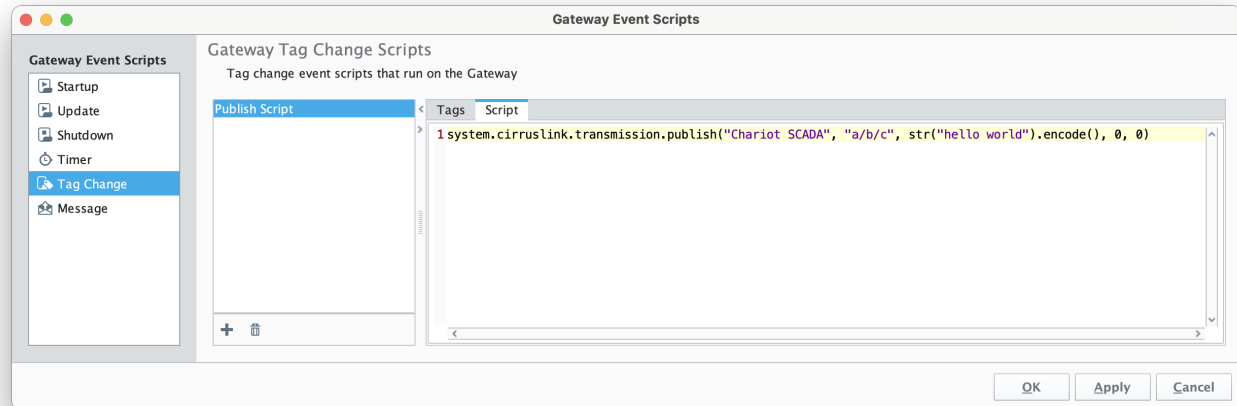 Gateway Event Scripts
Gateway Event Scripts
Startup
Update
Shutdown
Timer
Tag Change
Message
Gateway Tag Change Scripts
Tag change event scripts that run on the Gateway
Publish Script
Tags Script
1 system.cirruslink.transmission.publish("Chariot SCADA", "a/b/c", str("hello world").encode(), 0, 0)
OK Apply Cancel